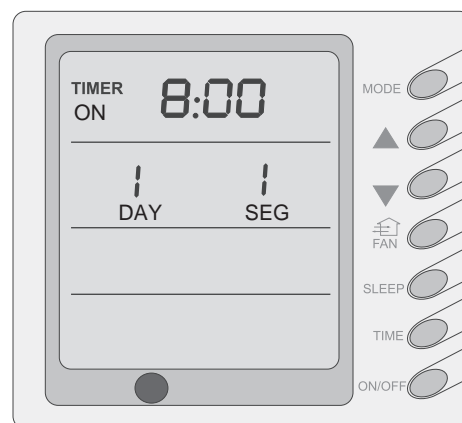 TIMER
ON 8:00
1 1
DAY SEG
MODE
FAN
SLEEP
TIME
ON/OFF